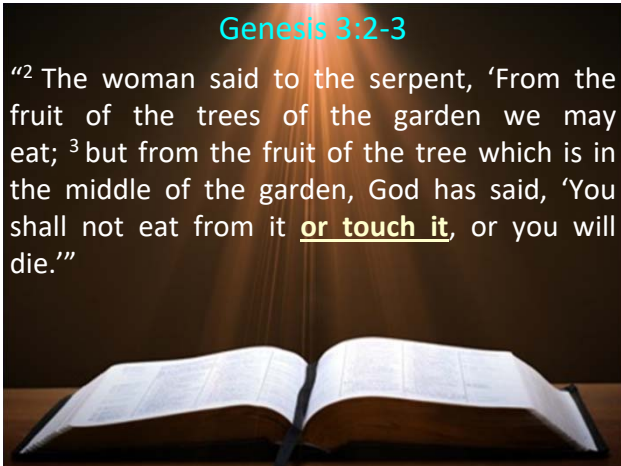 Genesis 3:2-3
“2 The woman said to the serpent, ‘From the
fruit of the trees of the garden we may
eat; 3 but from the fruit of the tree which is in
the middle of the garden, God has said, ‘You
shall not eat from it or touch it, or you will
die.’”